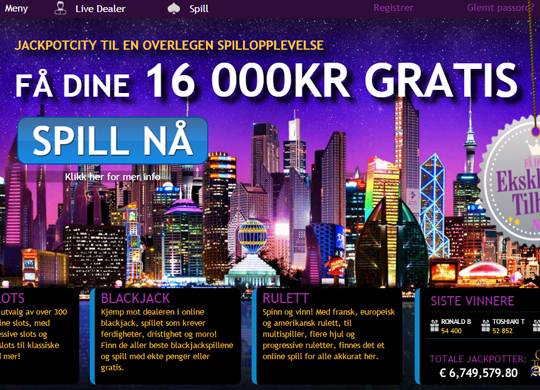 Meny
Live Dealer
Spill
Registrer
Glemt passord?
JACKPOTCITY TIL EN OVERLEGEN SPILLOPPLEVELSE
FÅ DINE 16 000KR GRATIS
SPILL NÅ
Klikk her for mer info
LOTS
utvalg av over 300
ine slots, med
essive slots og
slots til klassiske
d mer!
BLACKJACK
Kjemp mot dealeren i online
blackjack, spillet som krever
ferdigheter, dristighet og moro!
Finn de aller beste blackjackspillene
og spill med ekte penger eller
gratis.
RULETT
Spinn og vinn! Med fransk, europeisk
og amerikansk rulett, til
multispiller, flere hjul og
progressive ruletter, finnes det et
online spill for alle akkurat her.
SISTE VINNERE
RONALD B
54 400
TOSHIAKI T
52 852
TOTALE JACKPOTTER:
€ 6,749,579.80